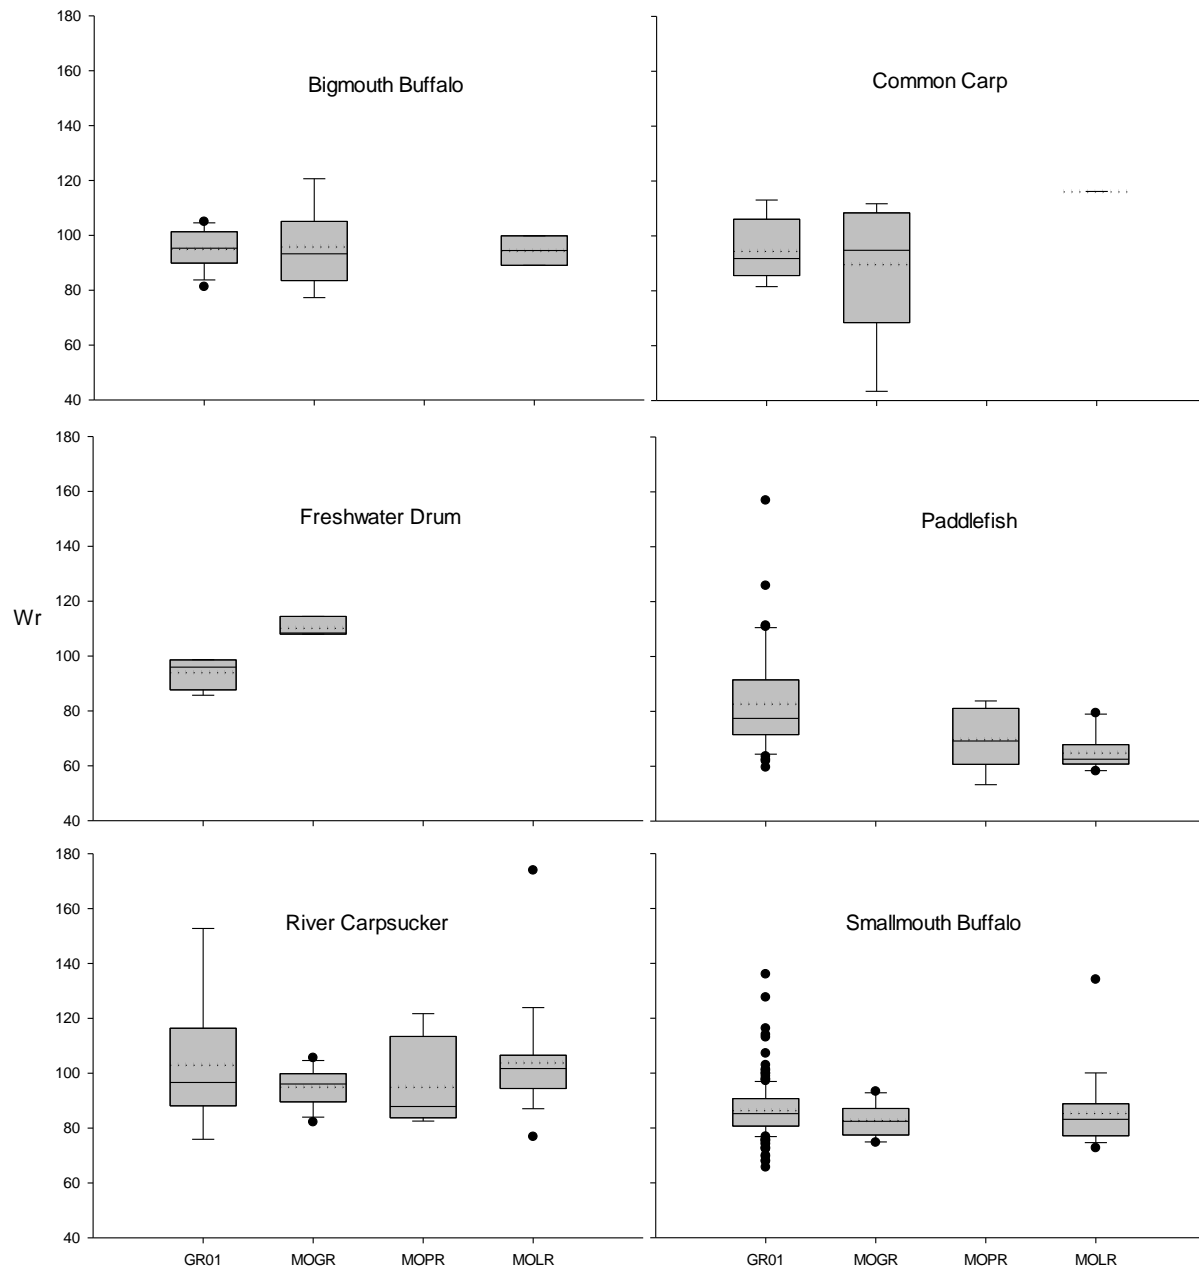 180
160
140
120
100
80
60
40
Bigmouth Buffalo
Common Carp
180
160
140
120
100
80
60
40
Freshwater Drum
Paddlefish
Wr
180
160
140
120
100
80
60
40
River Carpsucker
Smallmouth Buffalo
GR01 MOGR MOPR MOLR
GR01 MOGR MOPR MOLR